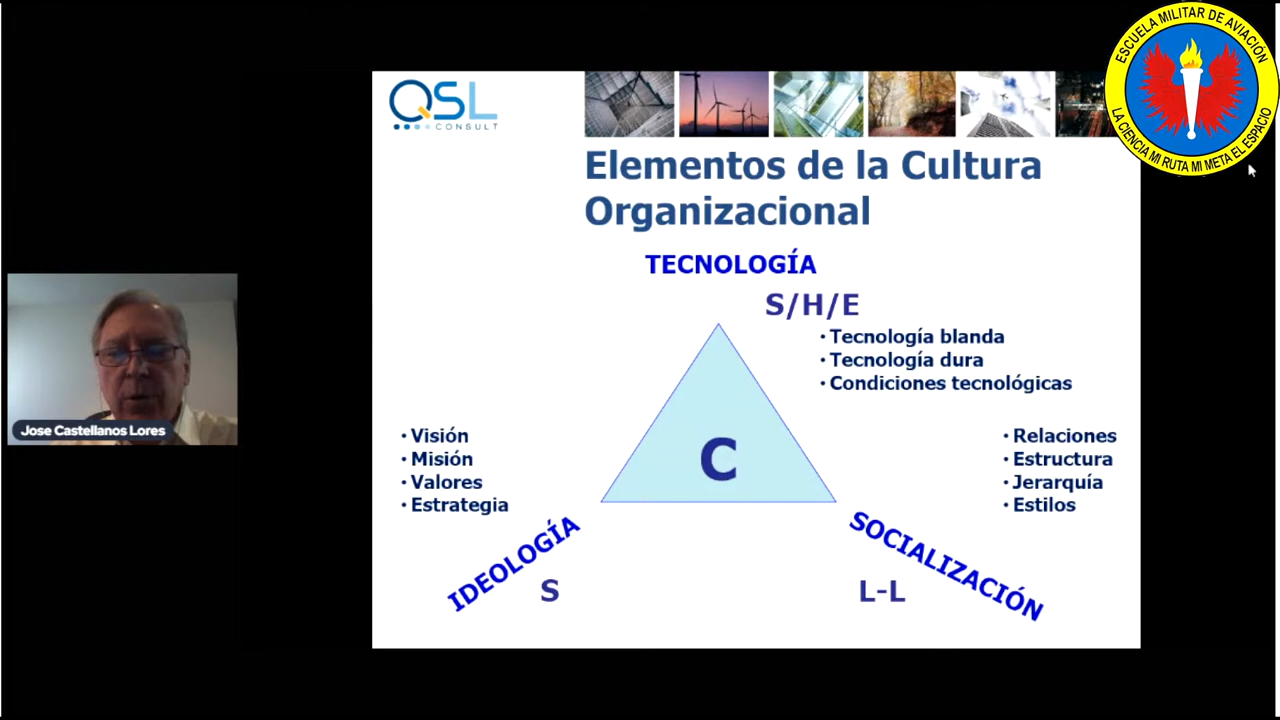 QSL
CONSULT
ESCUELA MILITAR DE AVIACIÓN
LA CIENCIA MI RUTA MI META EL ESPACIO
Elementos de la Cultura
Organizacional
TECNOLOGÍA
S/H/E
• Tecnología blanda
• Tecnología dura
• Condiciones tecnológicas
Jose Castellanos Lores
• Visión
• Misión
• Valores
• Estrategia
C
• Relaciones
• Estructura
• Jerarquía
• Estilos
IDEOLOGÍA
S
SOCIALIZACIÓN
L-L